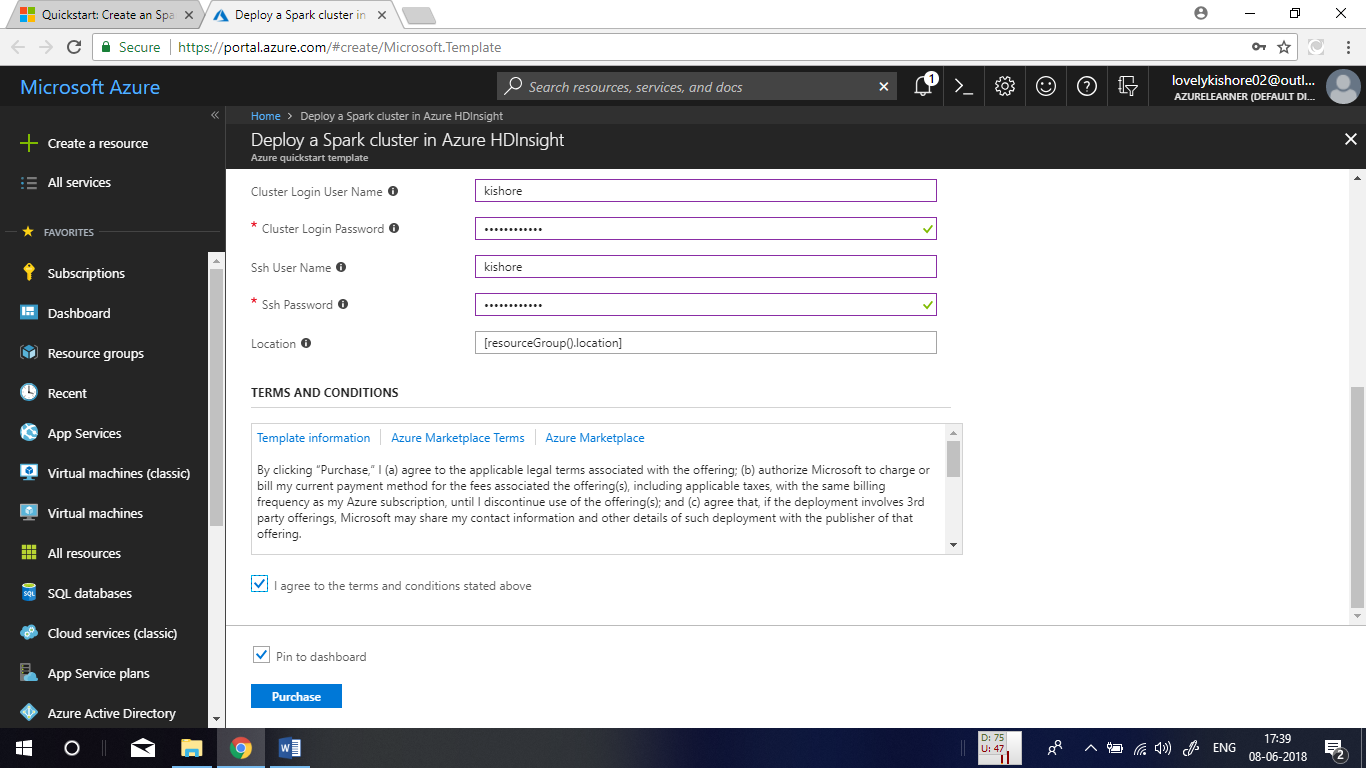 Quickstart: Create an Spa
Deploy a Spark cluster in
Secure
https://portal.azure.com/#create/Microsoft.Template
Microsoft Azure
Search resources, services, and docs
1
lovelykishore02@outl...
AZURELEARNER (DEFAULT DI...
Create a resource
All services
FAVORITES
Subscriptions
Dashboard
Resource groups
Recent
App Services
Virtual machines (classic)
Virtual machines
All resources
SQL
SQL databases
Cloud services (classic)
App Service plans
Azure Active Directory
Home > Deploy a Spark cluster in Azure HDInsight
Deploy a Spark cluster in Azure HDInsight
Azure quickstart template
Cluster Login User Name
kishore
* Cluster Login Password
••••••••••••
Ssh User Name
kishore
* Ssh Password
••••••••••••
Location
[resourceGroup().location]
TERMS AND CONDITIONS
Template information
Azure Marketplace Terms
Azure Marketplace
By clicking “Purchase,” I (a) agree to the applicable legal terms associated with the offering; (b) authorize Microsoft to charge or
bill my current payment method for the fees associated the offering(s), including applicable taxes, with the same billing
frequency as my Azure subscription, until I discontinue use of the offering(s); and (c) agree that, if the deployment involves 3rd
party offerings, Microsoft may share my contact information and other details of such deployment with the publisher of that
offering.
I agree to the terms and conditions stated above
Pin to dashboard
Purchase
D: 75
U: 47
ENG
17:39
08-06-2018
2